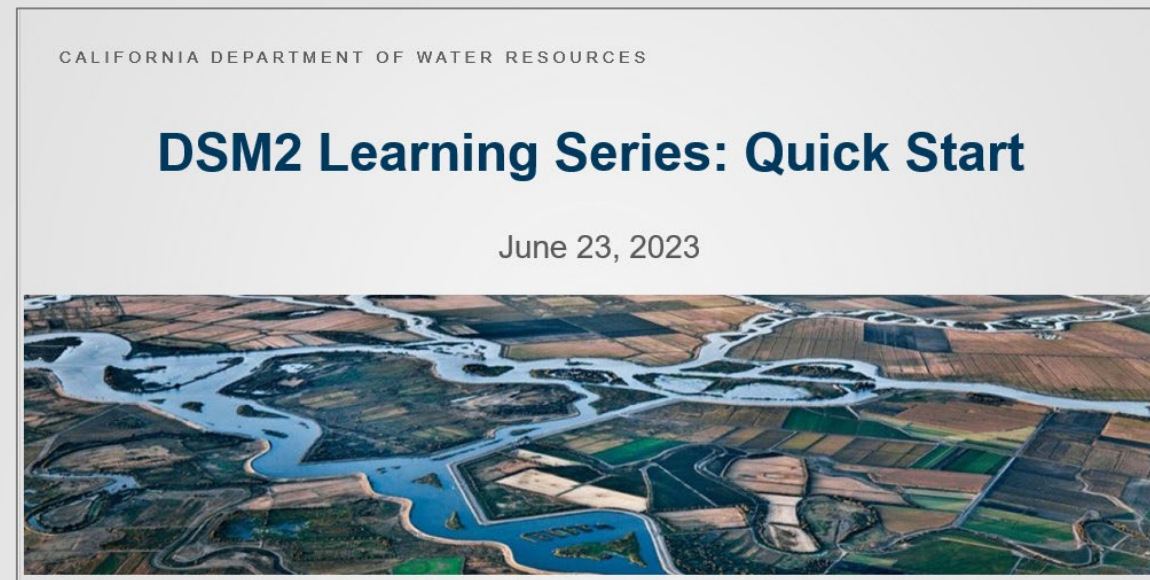 CALIFORNIA DEPARTMENT OF WATER RESOURCES
DSM2 Learning Series: Quick Start
June 23, 2023